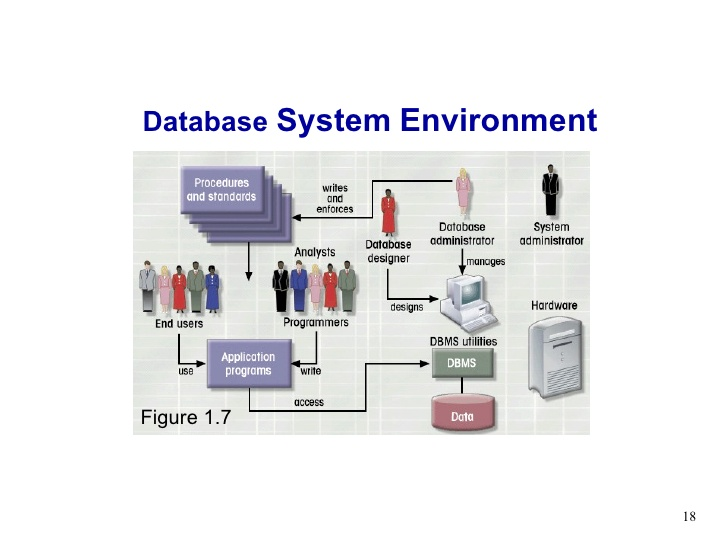 Database System Environment
Procedures
and standards
writes
and
enforces
Database
designer
Database
administrator
System
administrator
Analysts
manages
End users
Programmers
designs
Hardware
use
Application
programs
write
DBMS utilities
DBMS
access
Data
Figure 1.7
18